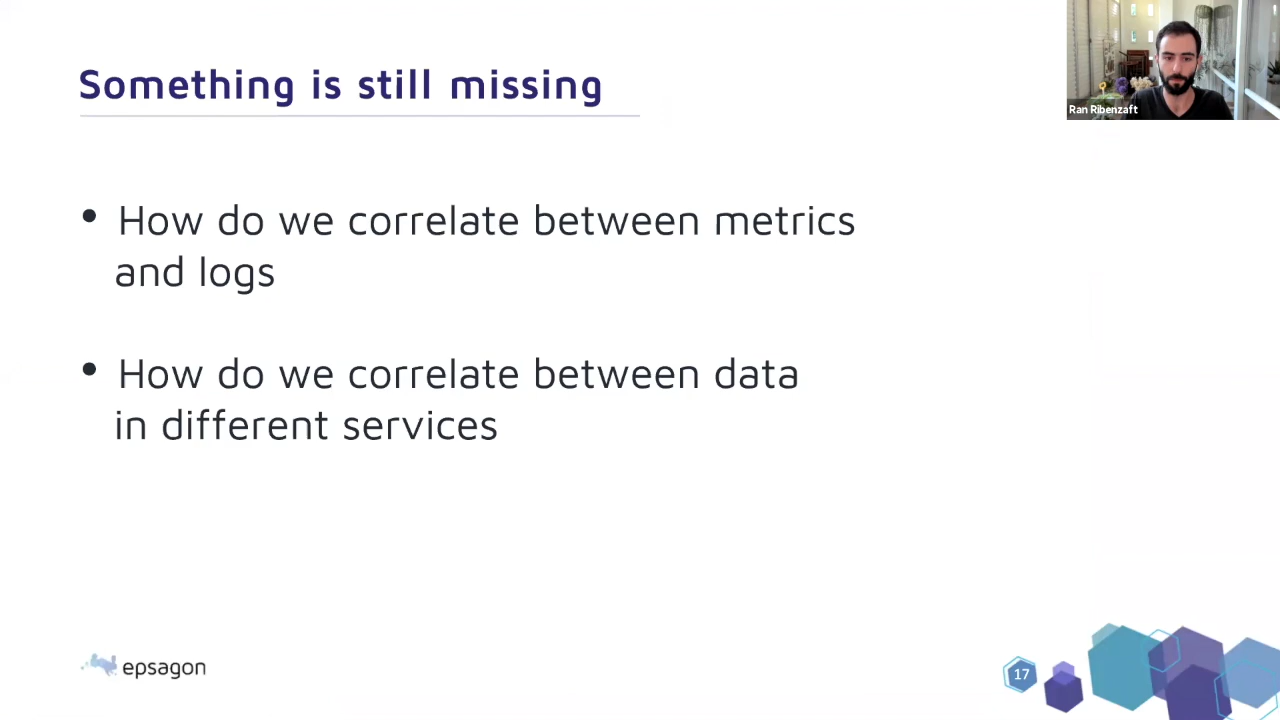 Something is still missing
Ran Ribenzaft
• How do we correlate between metrics
and logs
• How do we correlate between data
in different services
epsagon
17